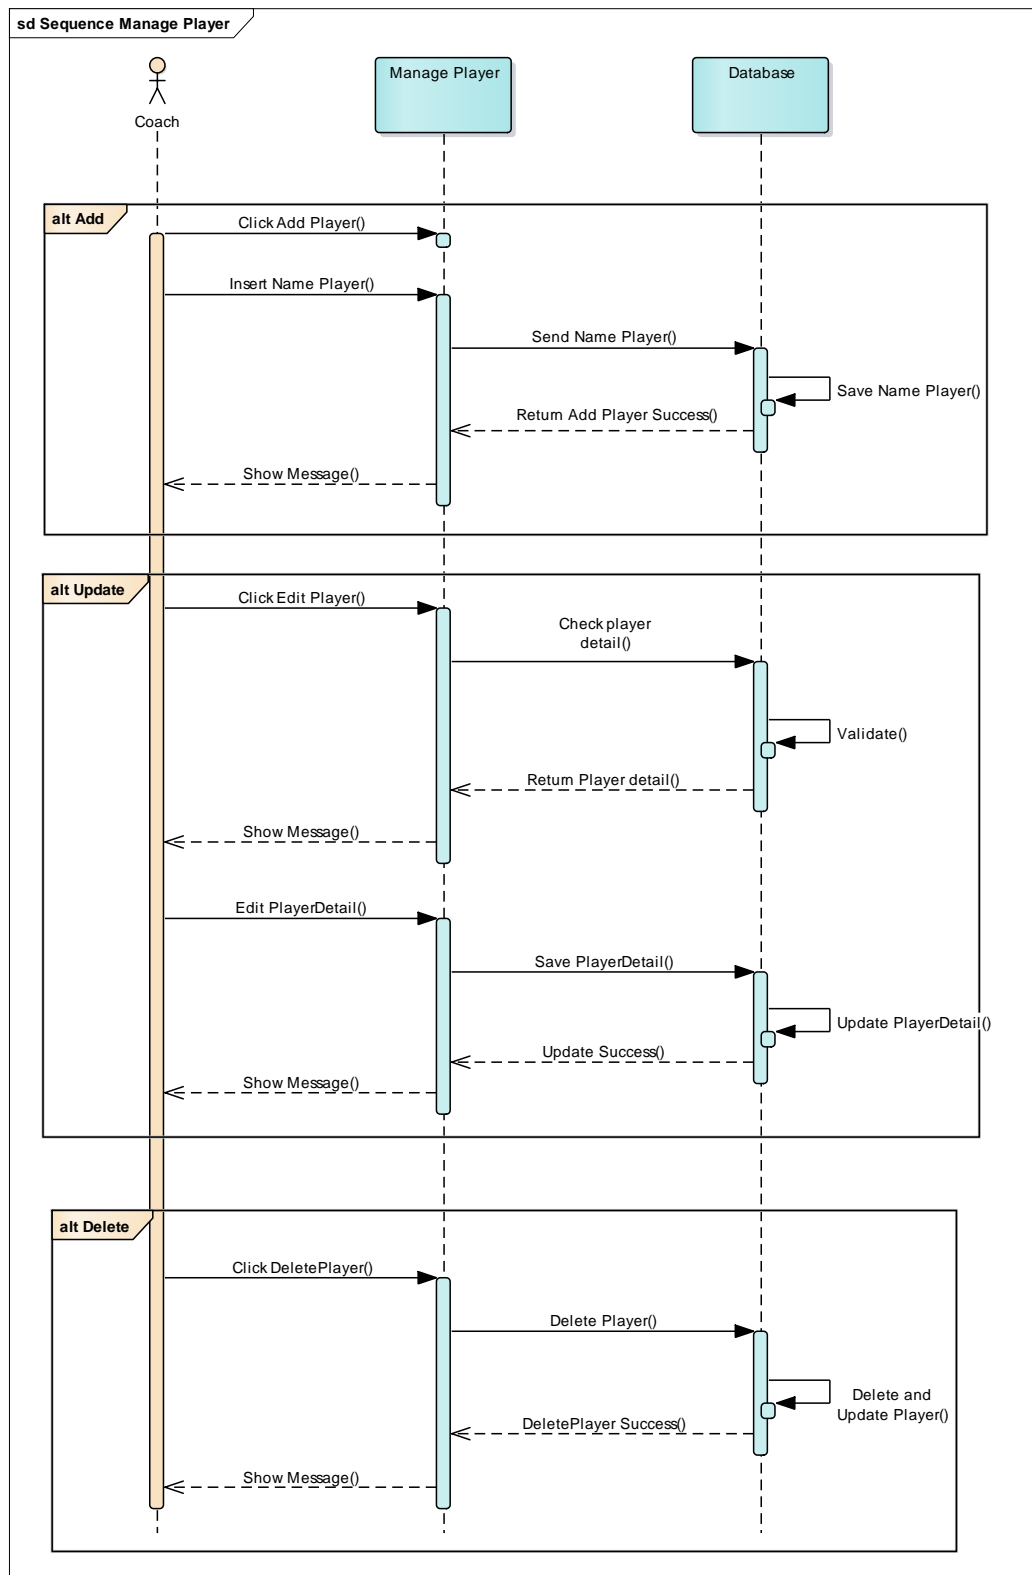 sd Sequence Manage Player
Coach
Manage Player
Database
alt Add
Click Add Player()
Insert Name Player()
Send Name Player()
Save Name Player()
Return Add Player Success()
Show Message()
alt Update
Click Edit Player()
Check player
detail()
Validate()
Return Player detail()
Show Message()
Edit PlayerDetail()
Save PlayerDetail()
Update PlayerDetail()
Update Success()
Show Message()
alt Delete
Click DeletePlayer()
Delete Player()
Delete and
Update Player()
DeletePlayer Success()
Show Message()